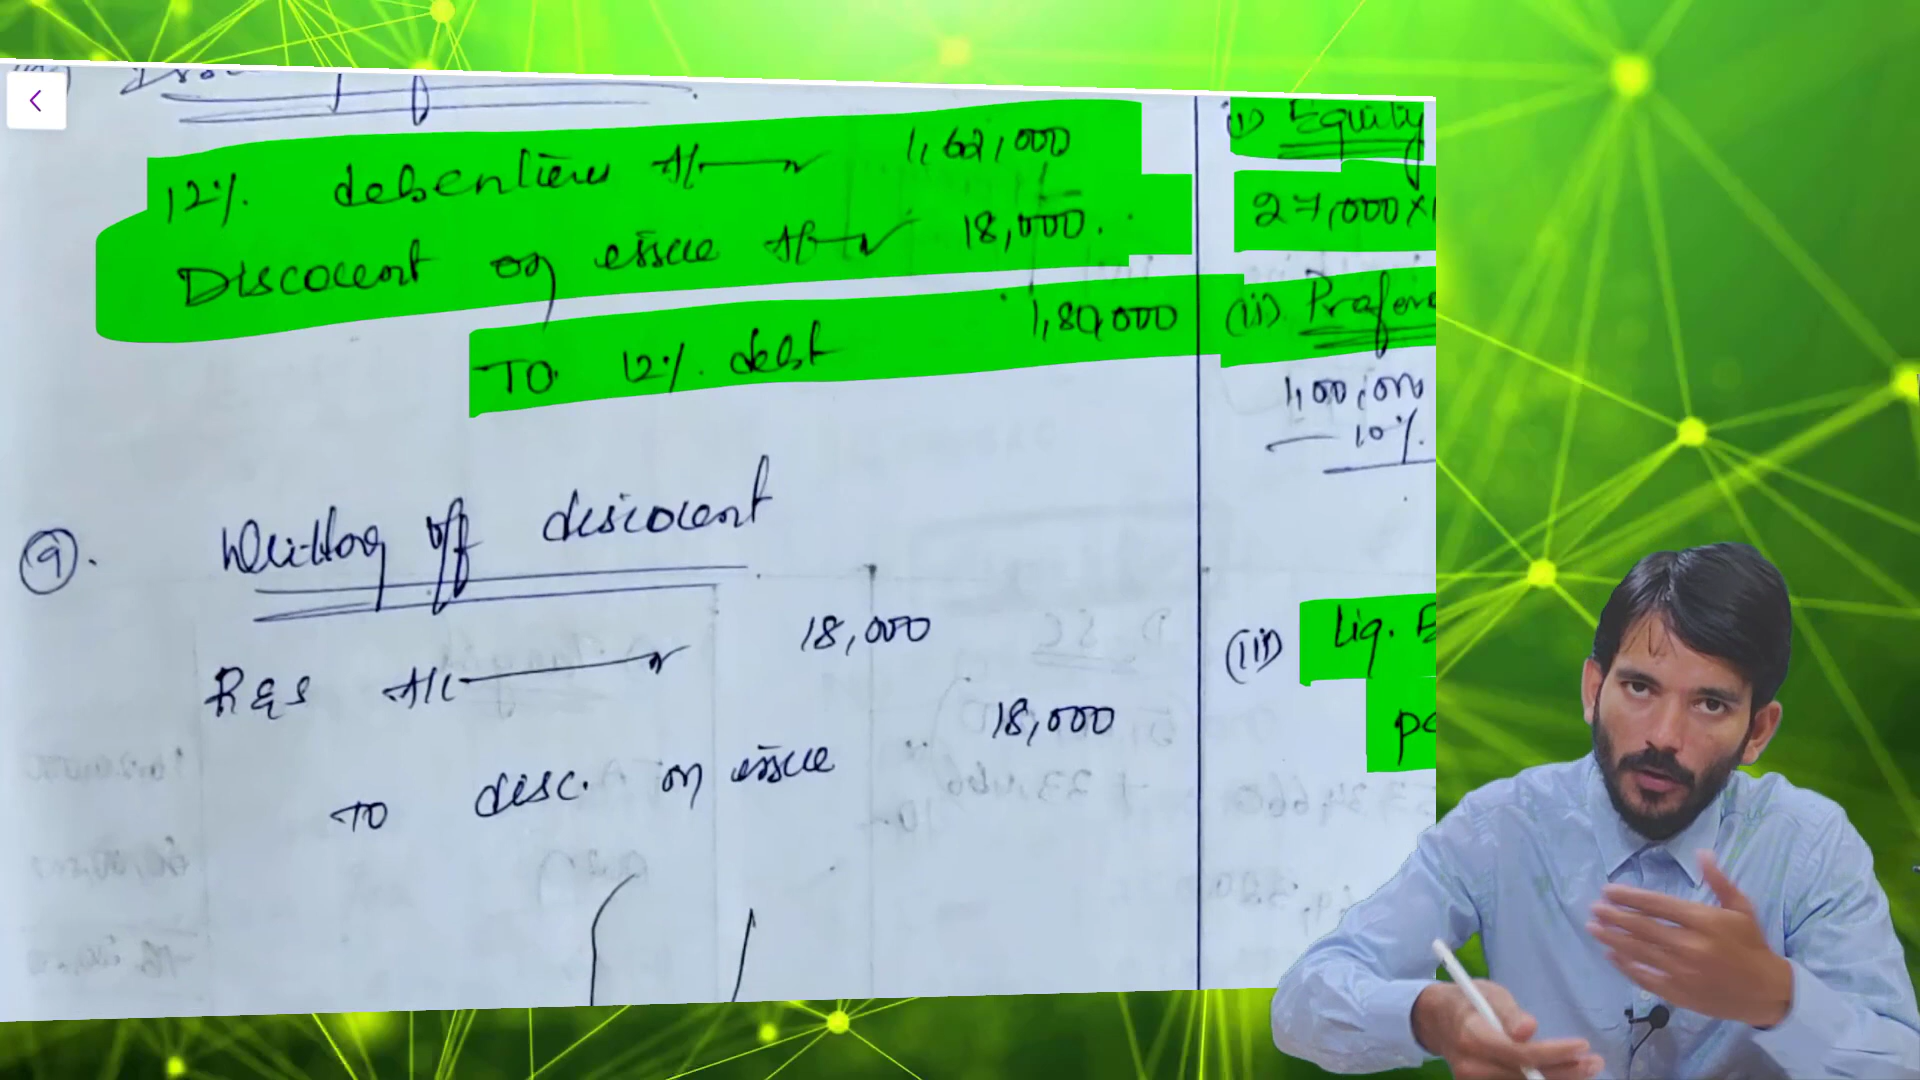 12% debentures A/c 1,62,000
Discount on issue A/c 18,000.
TO 12% debt 1,80,000
9. Writing off discount
R&S A/c 18,000
TO disc. on issue 18,000
(i) Equity
27,000×1
(ii) Prefere
1,00,000
10%.
(iii) Liq. E